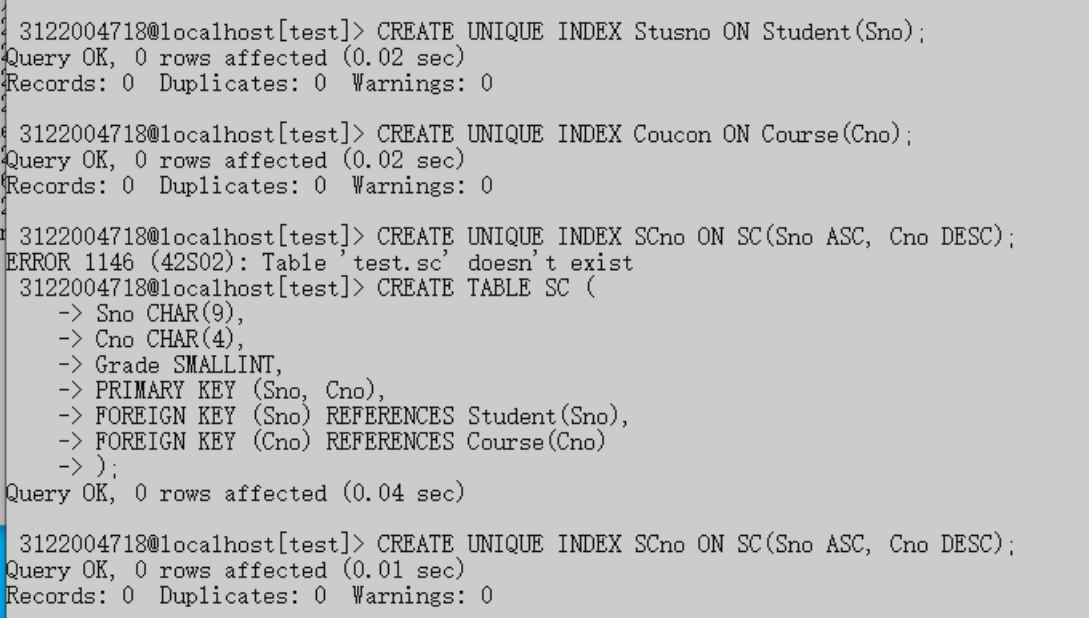 3122004718@localhost[test]> CREATE UNIQUE INDEX Stusno ON Student(Sno);
Query OK, 0 rows affected (0.02 sec)
Records: 0  Duplicates: 0  Warnings: 0
3122004718@localhost[test]> CREATE UNIQUE INDEX Coucon ON Course(Cno);
Query OK, 0 rows affected (0.02 sec)
Records: 0  Duplicates: 0  Warnings: 0
3122004718@localhost[test]> CREATE UNIQUE INDEX SCno ON SC(Sno ASC, Cno DESC);
ERROR 1146 (42S02): Table 'test.sc' doesn't exist
3122004718@localhost[test]> CREATE TABLE SC (
-> Sno CHAR(9),
-> Cno CHAR(4),
-> Grade SMALLINT,
-> PRIMARY KEY (Sno, Cno),
-> FOREIGN KEY (Sno) REFERENCES Student(Sno),
-> FOREIGN KEY (Cno) REFERENCES Course(Cno)
-> );
Query OK, 0 rows affected (0.04 sec)
3122004718@localhost[test]> CREATE UNIQUE INDEX SCno ON SC(Sno ASC, Cno DESC);
Query OK, 0 rows affected (0.01 sec)
Records: 0  Duplicates: 0  Warnings: 0